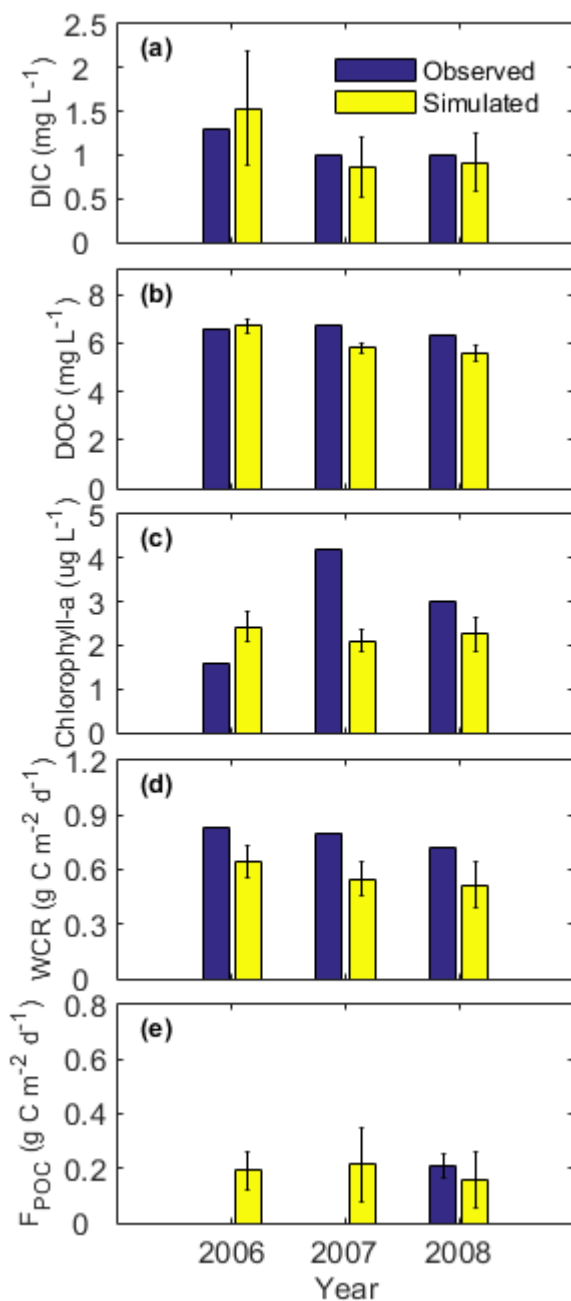 (a)
Observed
Simulated
DIC (mg L⁻¹)
2.5
2
1.5
1
0.5
0
(b)
DOC (mg L⁻¹)
8
6
4
2
0
(c)
Chlorophyll-a (ug L⁻¹)
5
4
3
2
1
0
(d)
WCR (g C m⁻² d⁻¹)
1.2
0.9
0.6
0.3
0
(e)
F_POC (g C m⁻² d⁻¹)
0.8
0.6
0.4
0.2
0
2006 2007 2008
Year